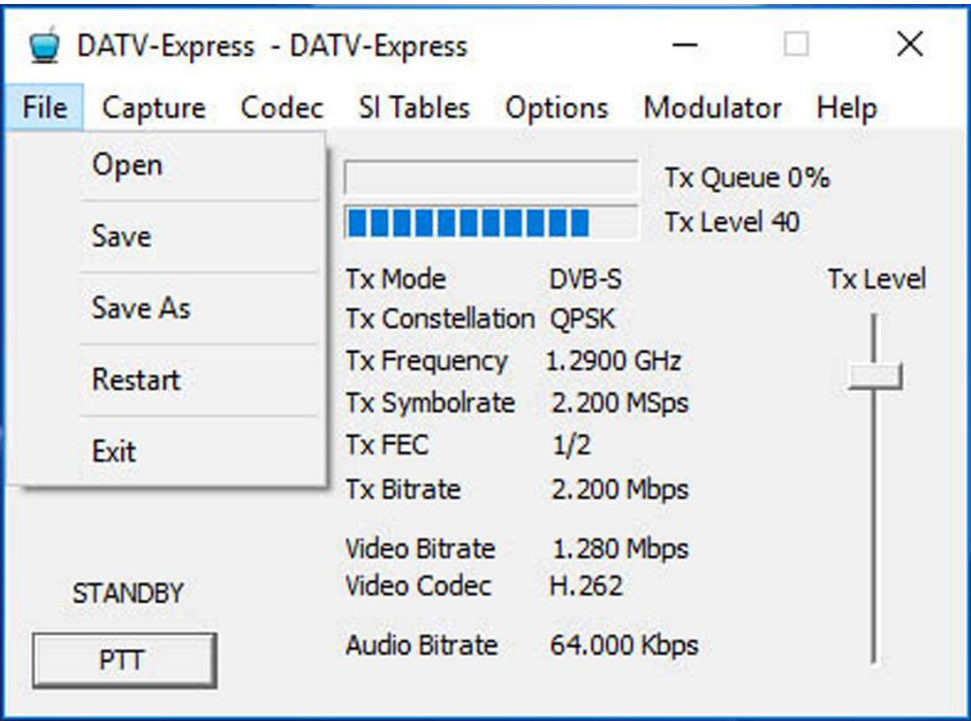 DATV-Express - DATV-Express
File Capture Codec SI Tables Options Modulator Help
Open
Save
Save As
Restart
Exit
Tx Queue 0%
Tx Level 40
Tx Mode DVB-S
Tx Constellation QPSK
Tx Frequency 1.2900 GHz
Tx Symbolrate 2.200 MSps
Tx FEC 1/2
Tx Bitrate 2.200 Mbps
Video Bitrate 1.280 Mbps
Video Codec H.262
Audio Bitrate 64.000 Kbps
Tx Level
STANDBY
PTT